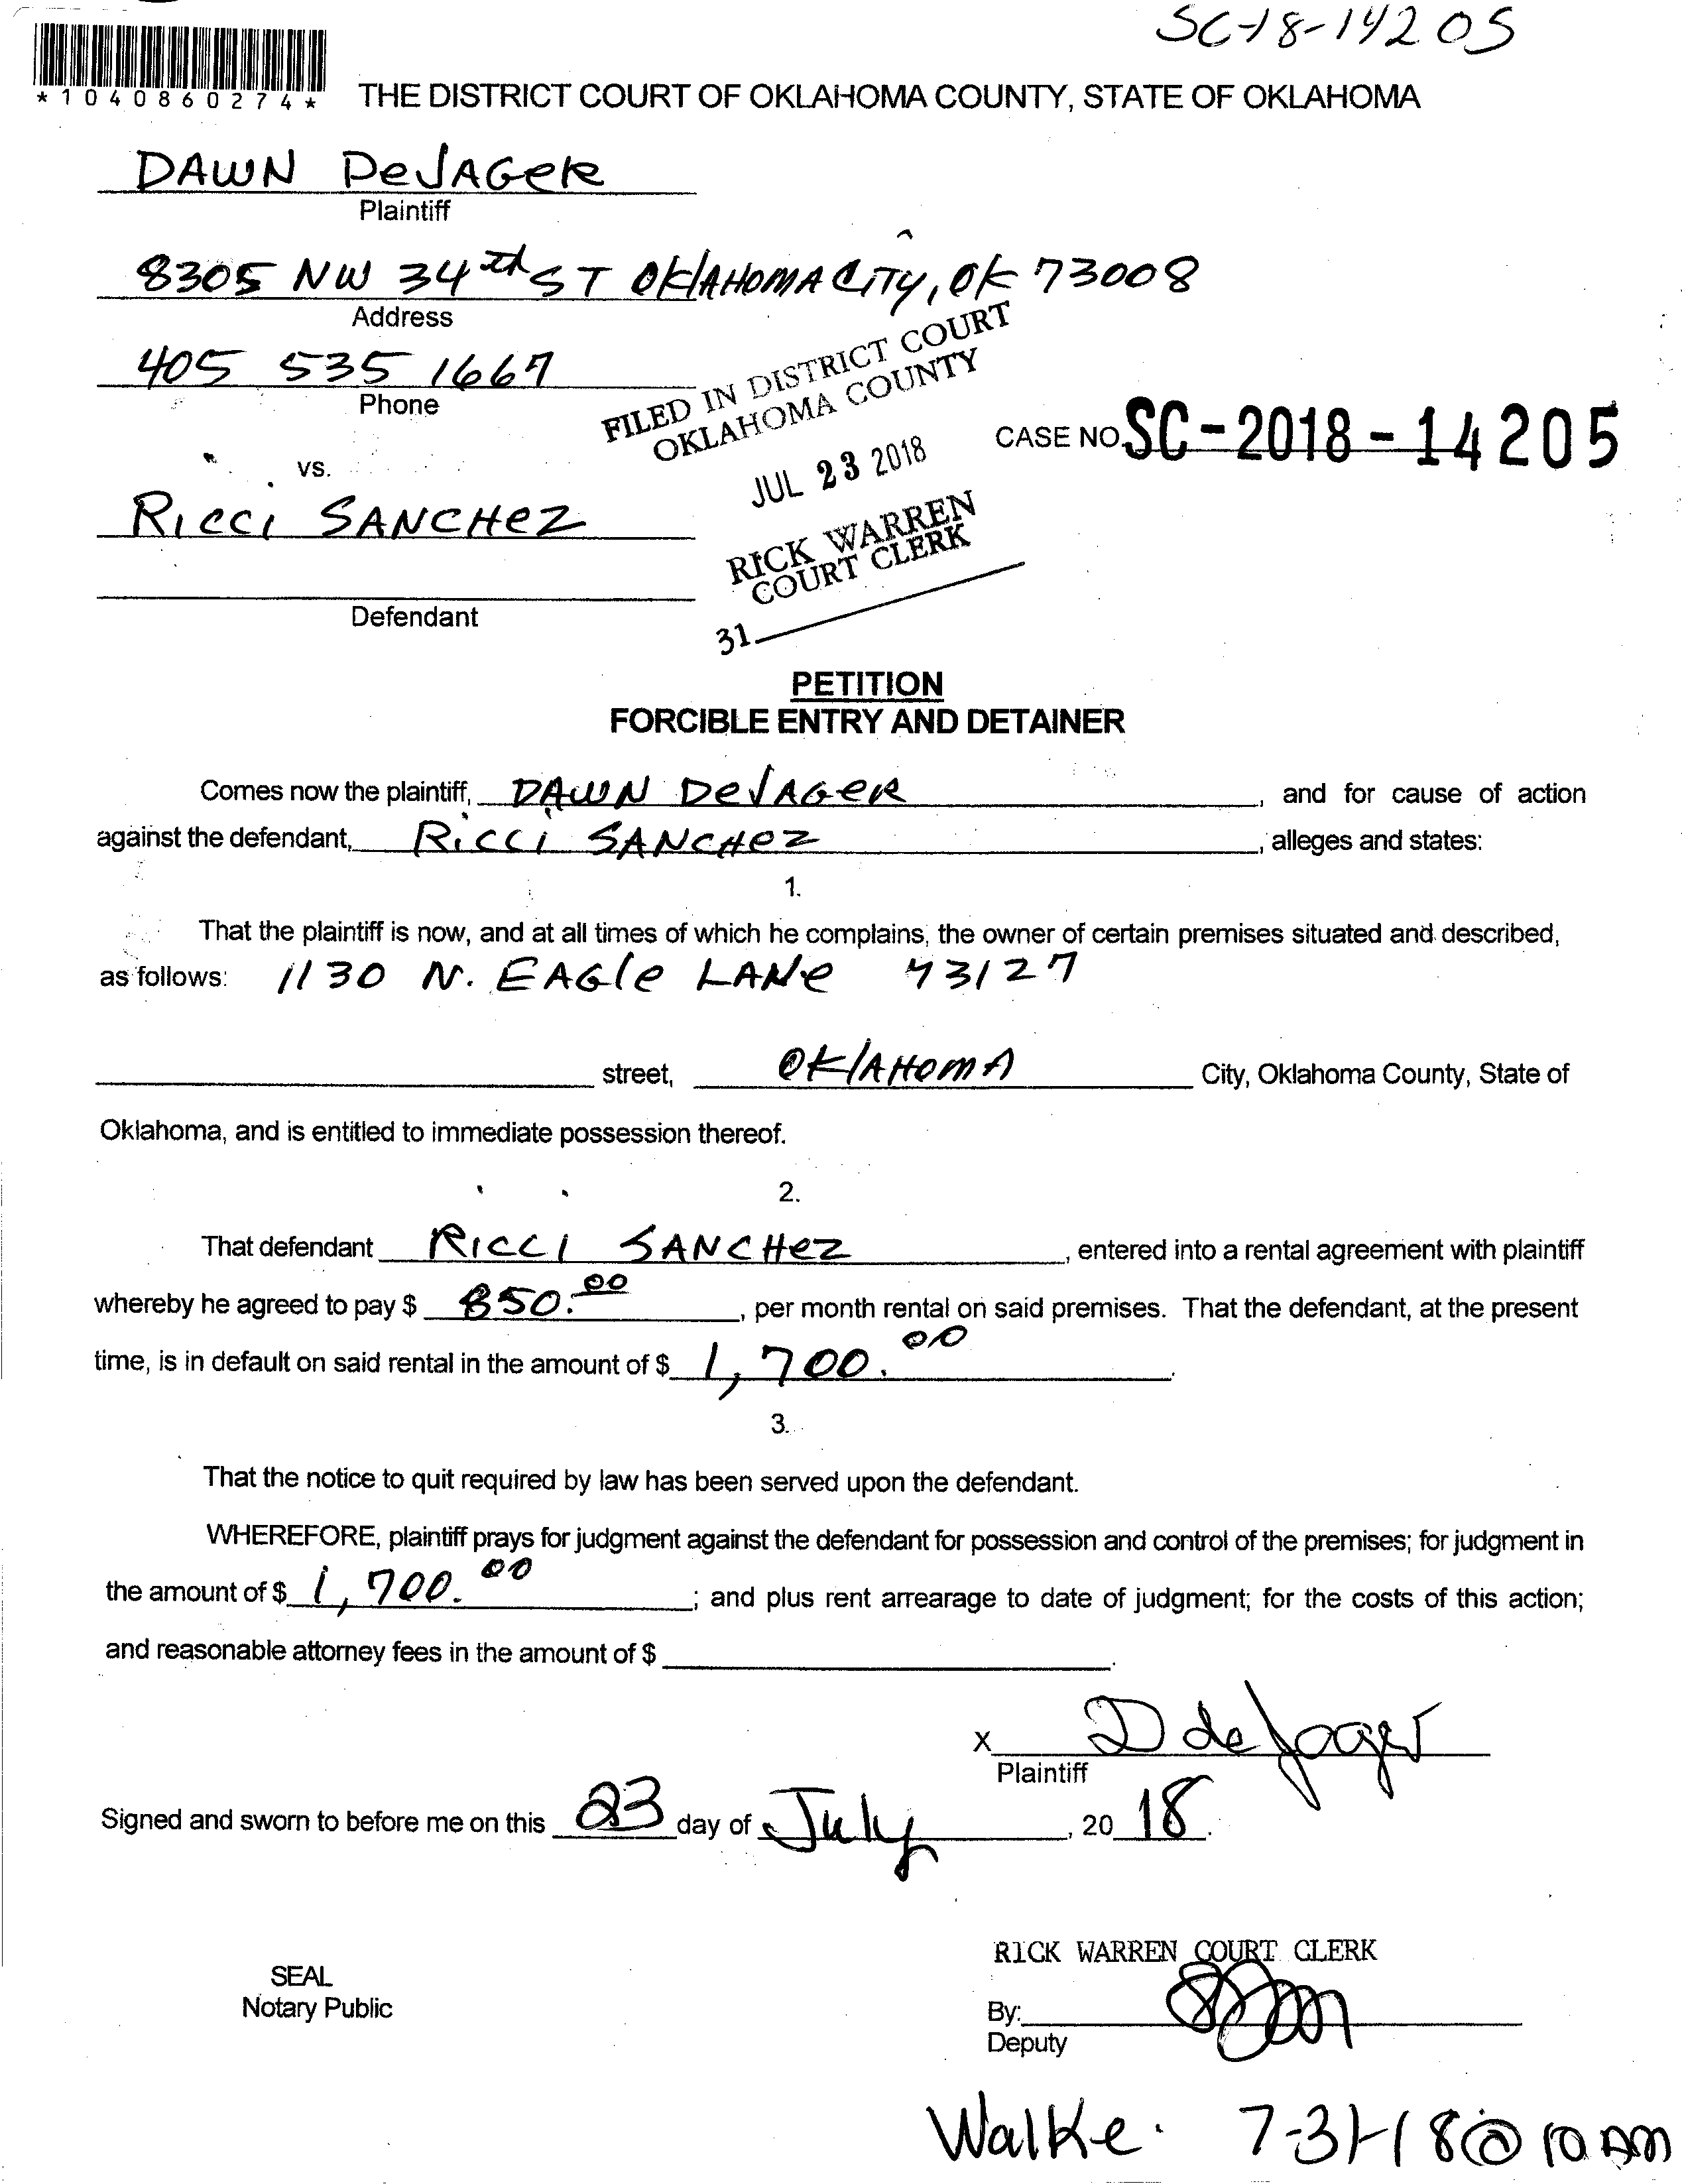 SC-18-14205
*1040860274*
THE DISTRICT COURT OF OKLAHOMA COUNTY, STATE OF OKLAHOMA
DAWN DeJAGeR
Plaintiff
8305 NW 34th ST OKlAHOMA CiTy, OK 73008
Address
405 535 1667
Phone
FILED IN DISTRICT COURT
OKLAHOMA COUNTY
JUL 23 2018
RICK WARREN
COURT CLERK
31
CASE NO. SC-2018-14205
vs.
Ricci SANCHeZ
Defendant
PETITION
FORCIBLE ENTRY AND DETAINER
Comes now the plaintiff, DAWN DeJAGeR, and for cause of action
against the defendant, Ricci SANCHeZ, alleges and states:
1.
That the plaintiff is now, and at all times of which he complains, the owner of certain premises situated and described,
as follows: 1130 N. EAGle LANe 73127
street, OKlAHOMA City, Oklahoma County, State of
Oklahoma, and is entitled to immediate possession thereof.
2.
That defendant RICCI SANCHeZ, entered into a rental agreement with plaintiff
whereby he agreed to pay $ 850.00, per month rental on said premises. That the defendant, at the present
time, is in default on said rental in the amount of $ 1,700.00.
3.
That the notice to quit required by law has been served upon the defendant.
WHEREFORE, plaintiff prays for judgment against the defendant for possession and control of the premises; for judgment in
the amount of $ 1,700.00; and plus rent arrearage to date of judgment; for the costs of this action;
and reasonable attorney fees in the amount of $ .
X D deJager
Plaintiff
Signed and sworn to before me on this 23 day of July, 20 18.
RICK WARREN COURT CLERK
SEAL
Notary Public
By:
Deputy
Walke. 7-31-18@10AM